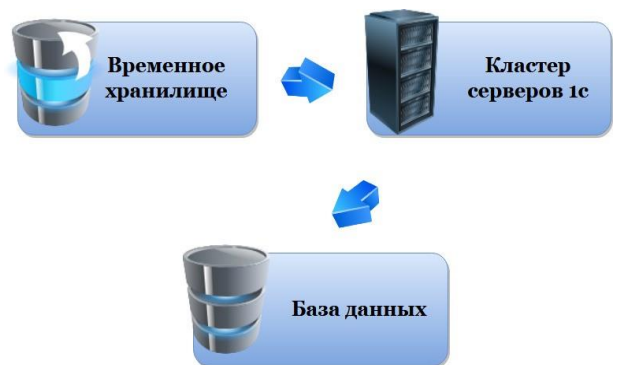 Временное
хранилище
Кластер
серверов 1с
База данных